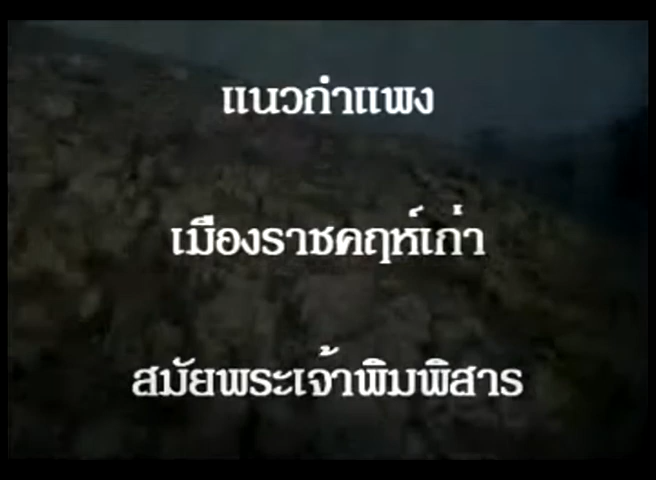 แนวกำแพง
เมืองราชคฤห์เก่า
สมัยพระเจ้าพิมพิสาร